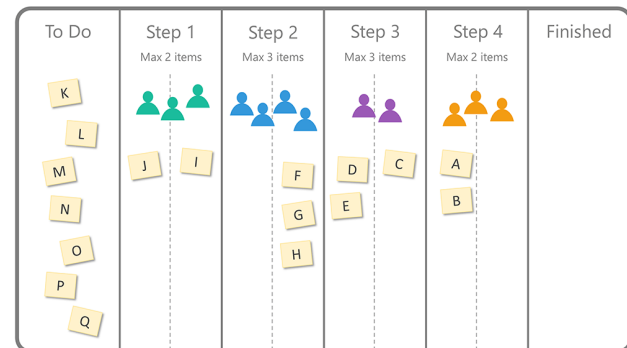 To Do
Step 1
Step 2
Step 3
Step 4
Finished
Max 2 items
Max 3 items
Max 3 items
Max 2 items
K
L
M
N
O
P
Q
J
I
F
G
H
D
C
E
A
B